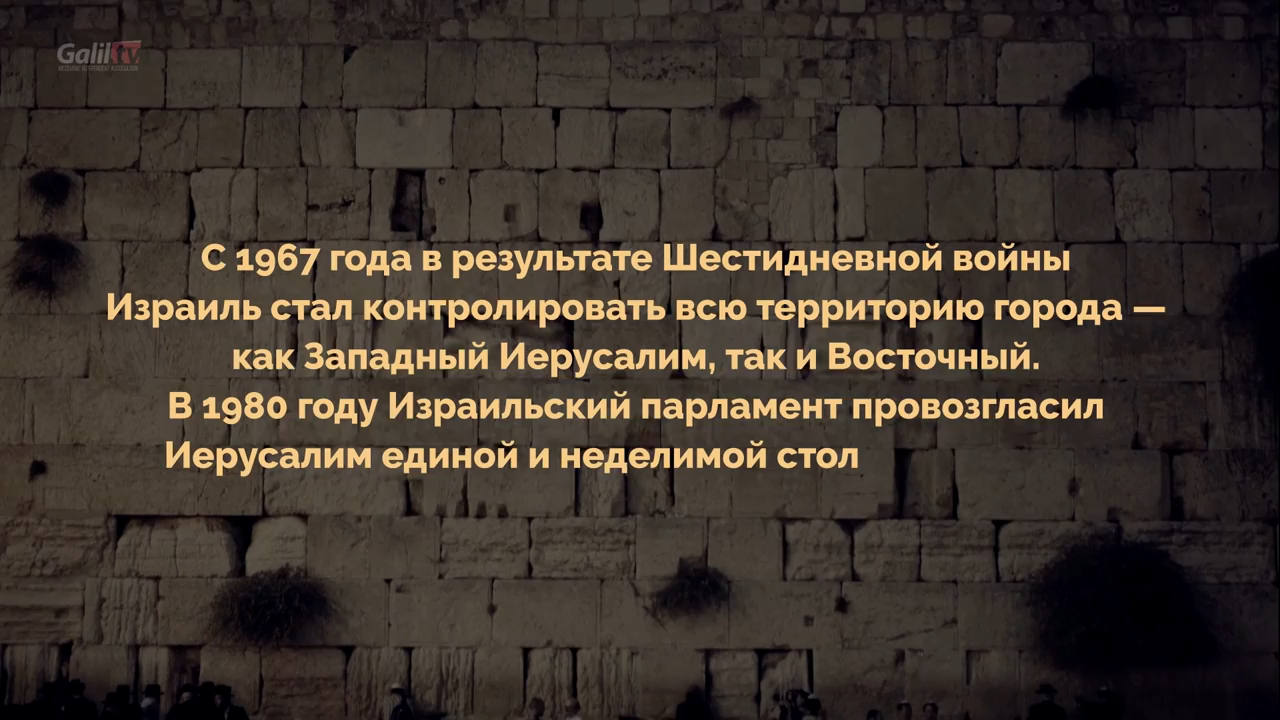 GalilTV
С 1967 года в результате Шестидневной войны
Израиль стал контролировать всю территорию города —
как Западный Иерусалим, так и Восточный.
В 1980 году Израильский парламент провозгласил
Иерусалим единой и неделимой стол